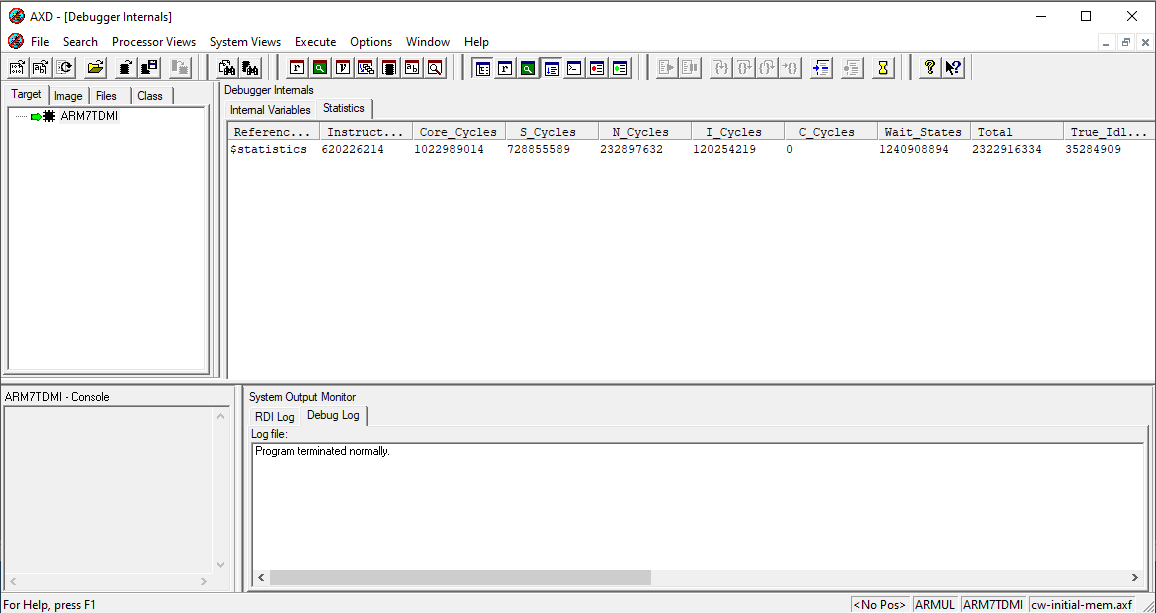 AXD - [Debugger Internals]
File Search Processor Views System Views Execute Options Window Help
Target Image Files Class
ARM7TDMI
Debugger Internals
Internal Variables Statistics
Referenc... Instruct... Core_Cycles S_Cycles N_Cycles I_Cycles C_Cycles Wait_States Total True_Idl...
$statistics 620226214 1022989014 728855589 232897632 120254219 0 1240908894 2322916334 35284909
ARM7TDMI - Console
System Output Monitor
RDI Log Debug Log
Log file:
Program terminated normally.
For Help, press F1
<No Pos> ARMUL ARM7TDMI cw-initial-mem.axf